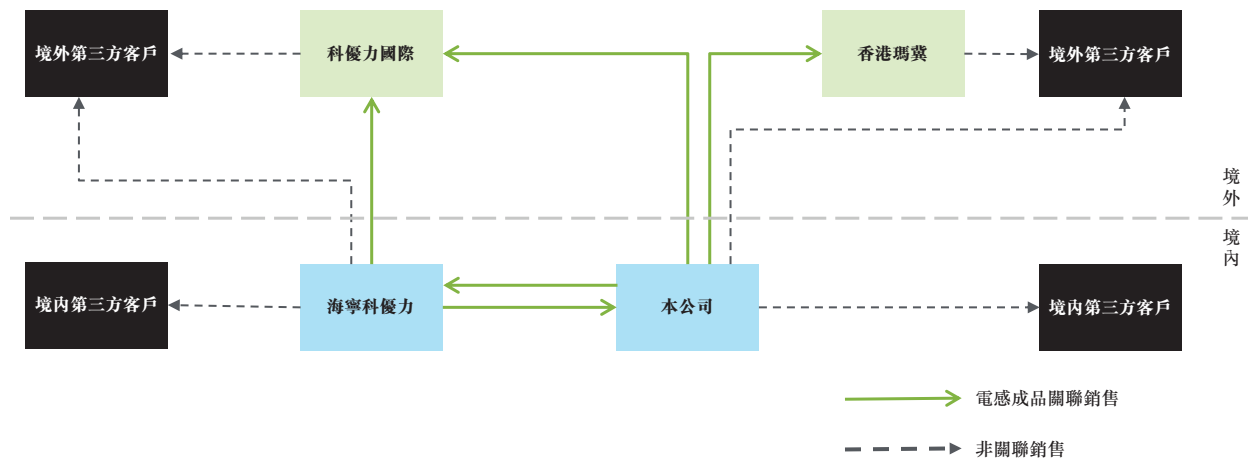 境外第三方客戶
科優力國際
香港瑪冀
境外第三方客戶
境外
境內
境內第三方客戶
海寧科優力
本公司
境內第三方客戶
電感成品關聯銷售
非關聯銷售